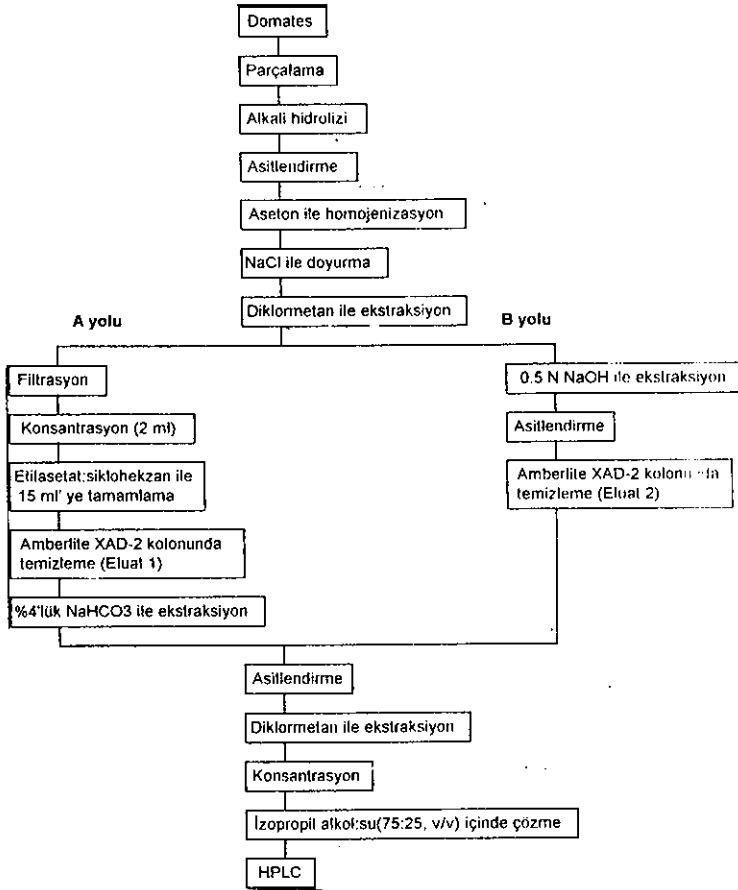 Domates
Parçalama
Alkali hidrolizi
Asitlendirme
Aseton ile homojenizasyon
NaCl ile doyurma
Diklormetan ile ekstraksiyon
A yolu
Filtrasyon
Konsantrasyon (2 ml)
Etilasetat:siklohekzan ile
15 ml' ye tamamlama
Amberlite XAD-2 kolonunda
temizleme (Eluat 1)
%4'lük NaHCO3 ile ekstraksiyon
B yolu
0.5 N NaOH ile ekstraksiyon
Asitlendirme
Amberlite XAD-2 kolonunda
temizleme (Eluat 2)
Asitlendirme
Diklormetan ile ekstraksiyon
Konsantrasyon
İzopropil alkol:su(75:25, v/v) içinde çözme
HPLC